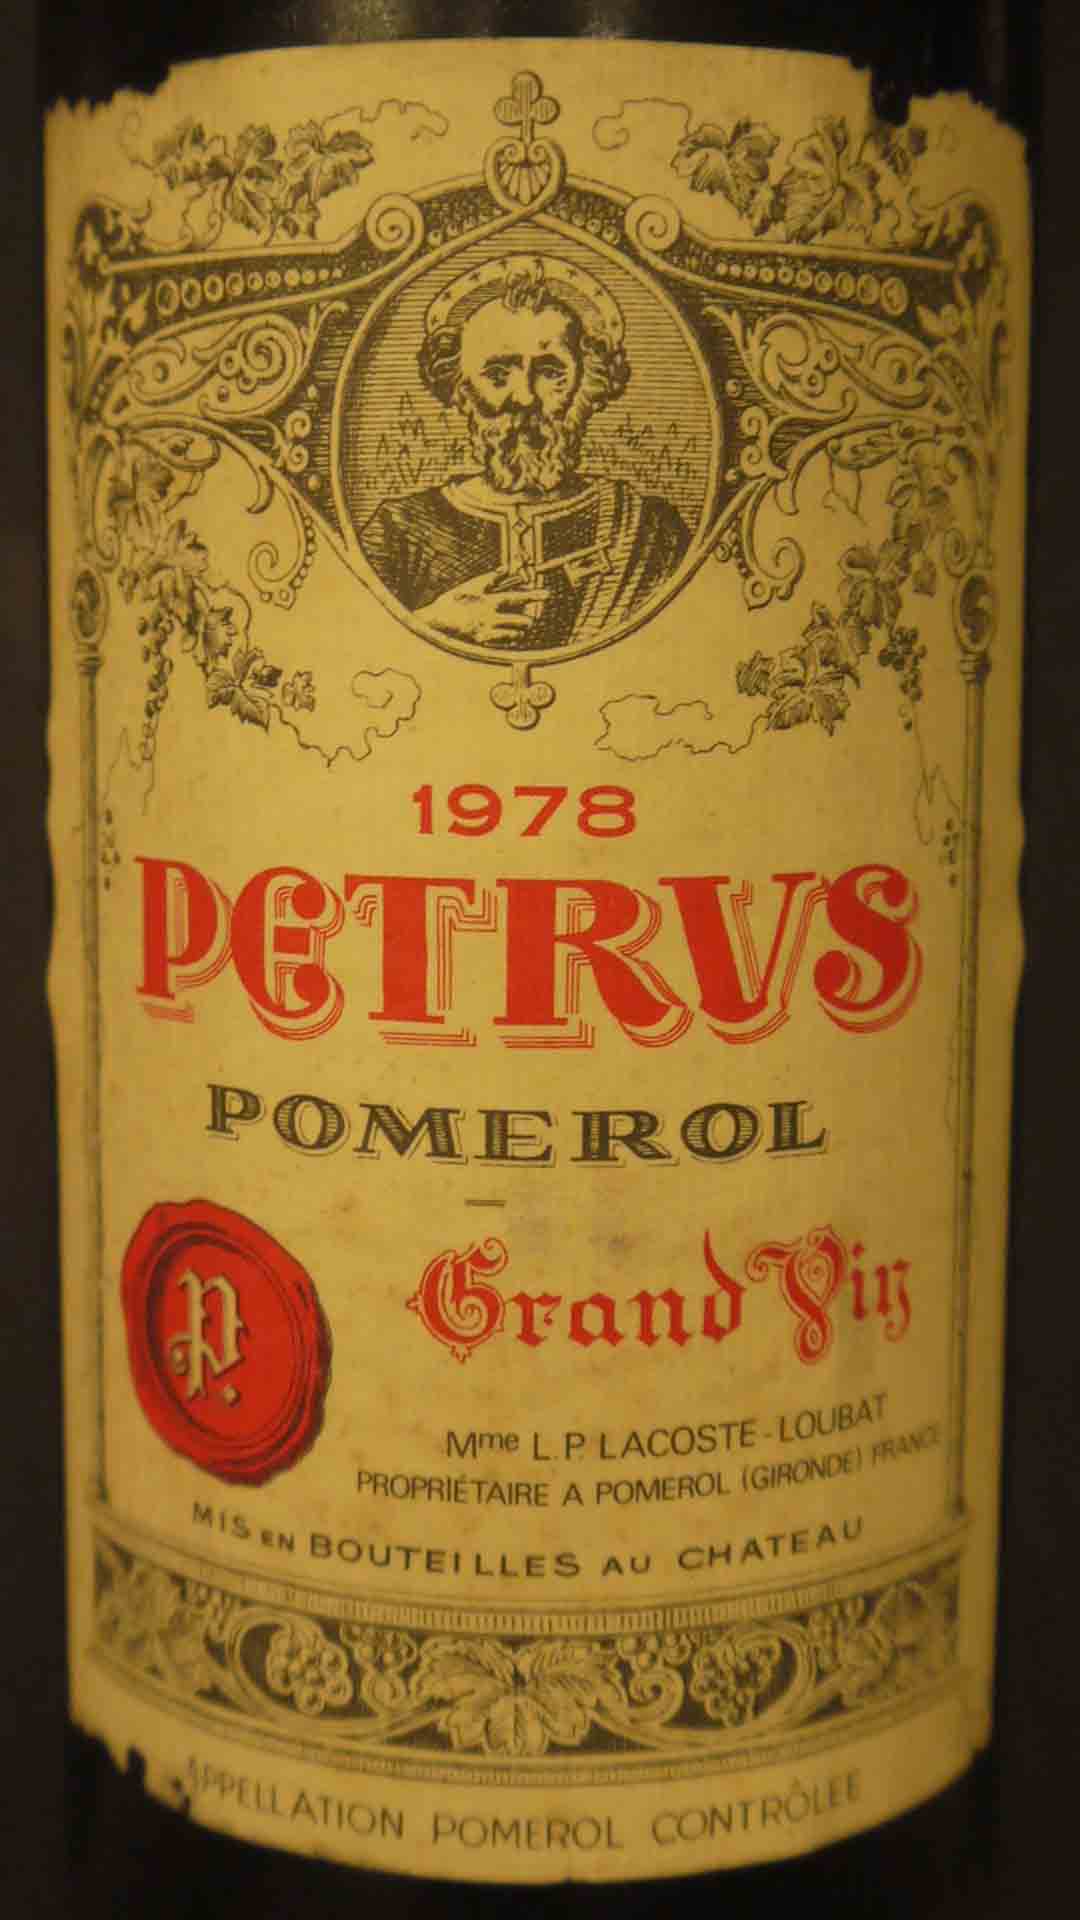 1978
PETRVS
POMEROL
Grand Vin
Mme L.P. LACOSTE-LOUBAT
PROPRIÉTAIRE A POMEROL (GIRONDE) FRANCE
MIS EN BOUTEILLES AU CHATEAU
APPELLATION POMEROL CONTRÔLÉE